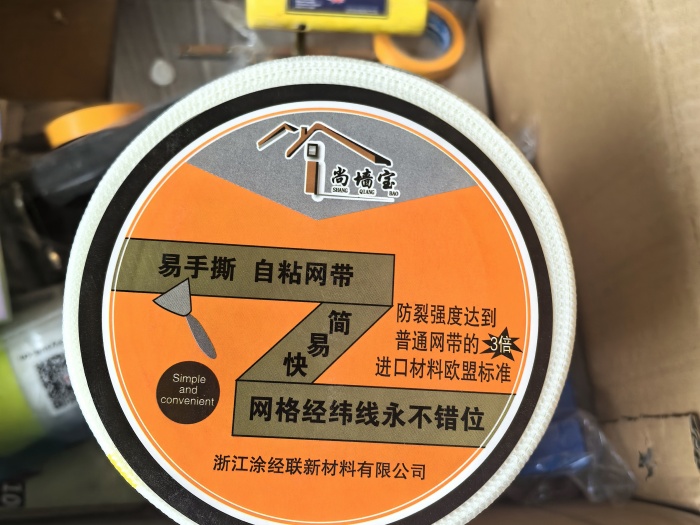 尚墙宝
SHANG QIANG BAO
易手撕 自粘网带
简易快
防裂强度达到
普通网带的3倍
进口材料欧盟标准
Simple
and
convenient
网格经纬线永不错位
浙江涂经联新材料有限公司